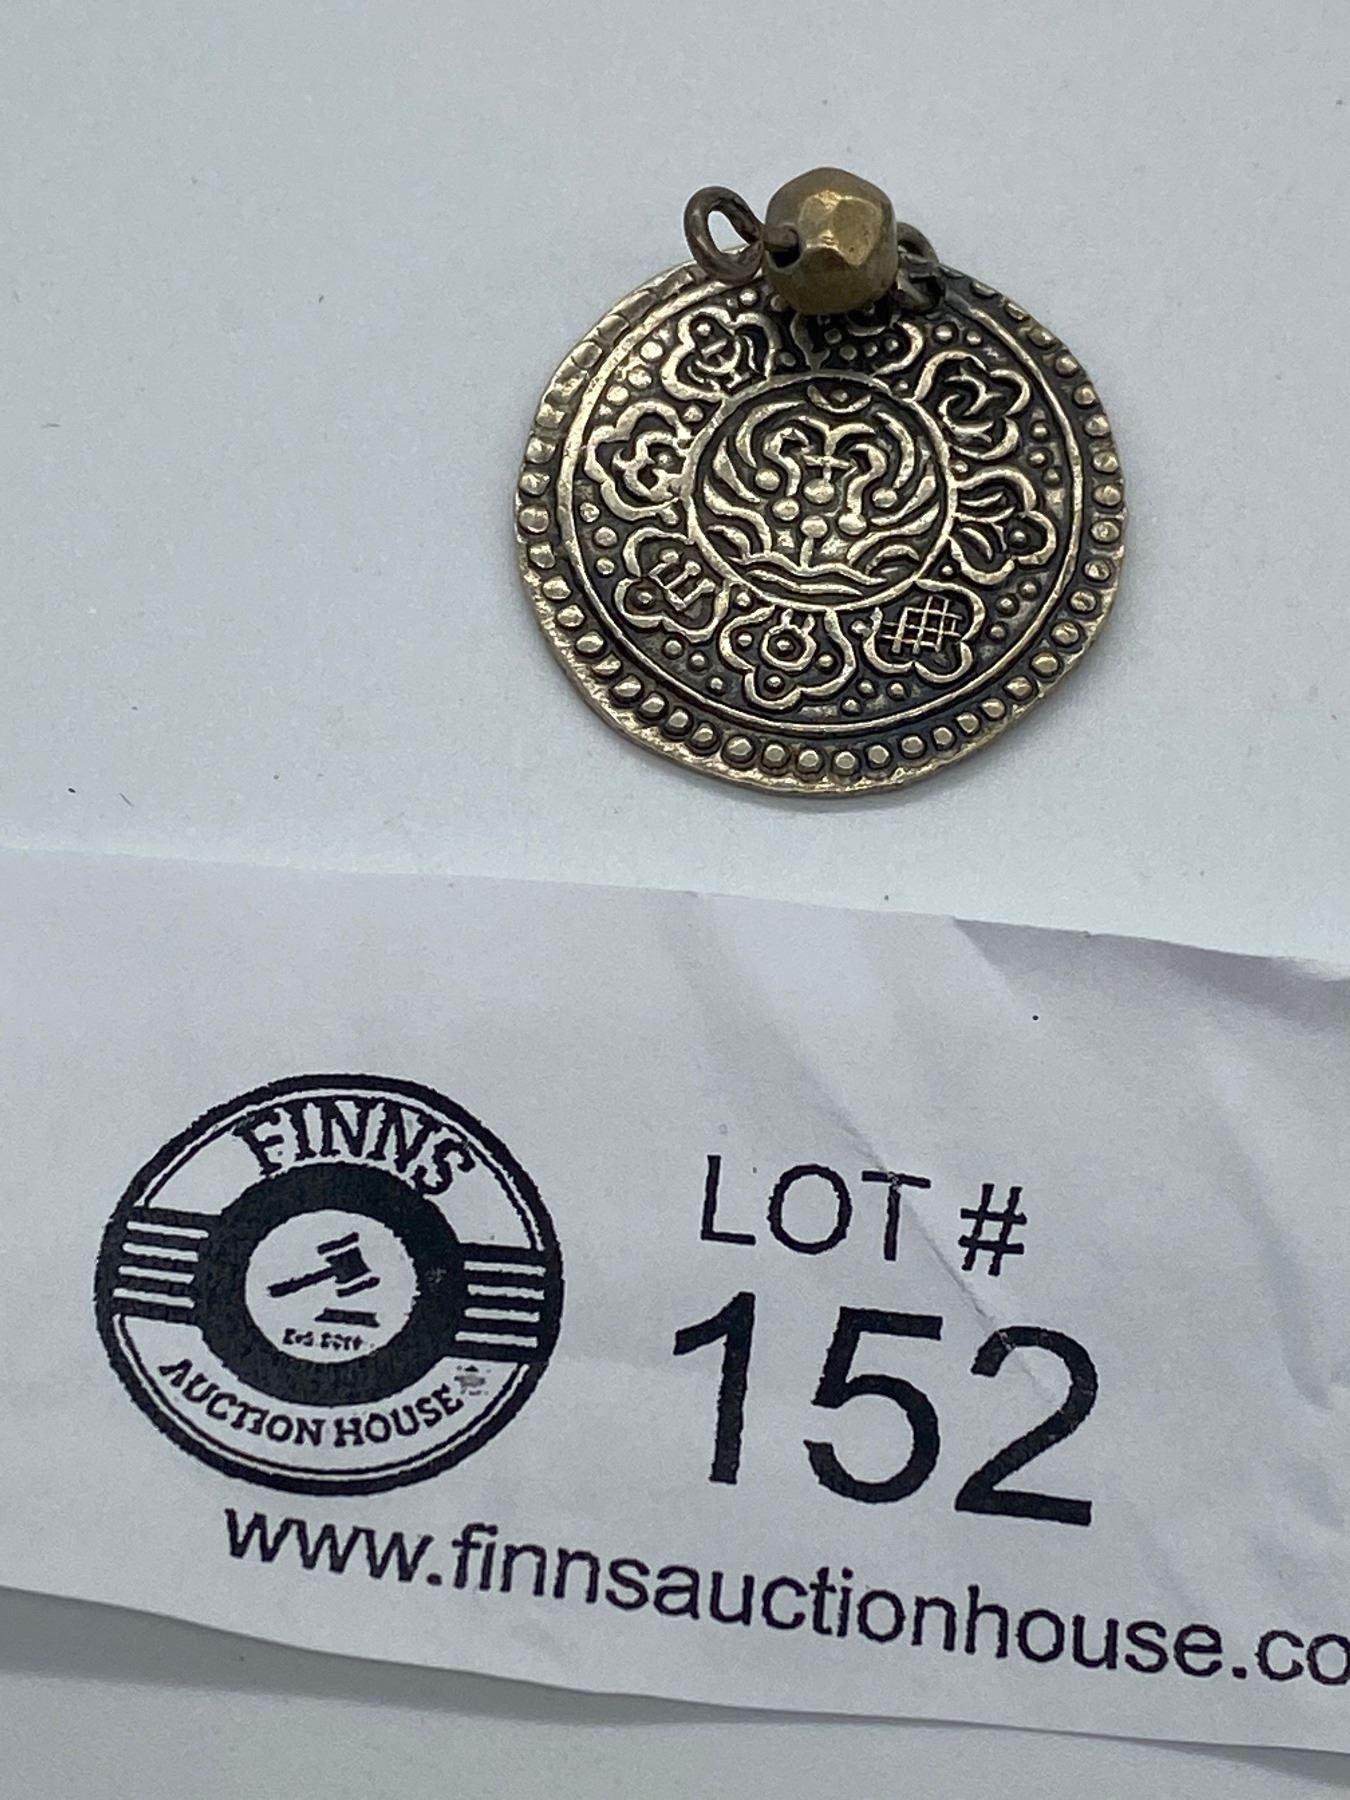 FINNS
AUCTION HOUSE
LOT #
152
www.finnsauctionhouse.co